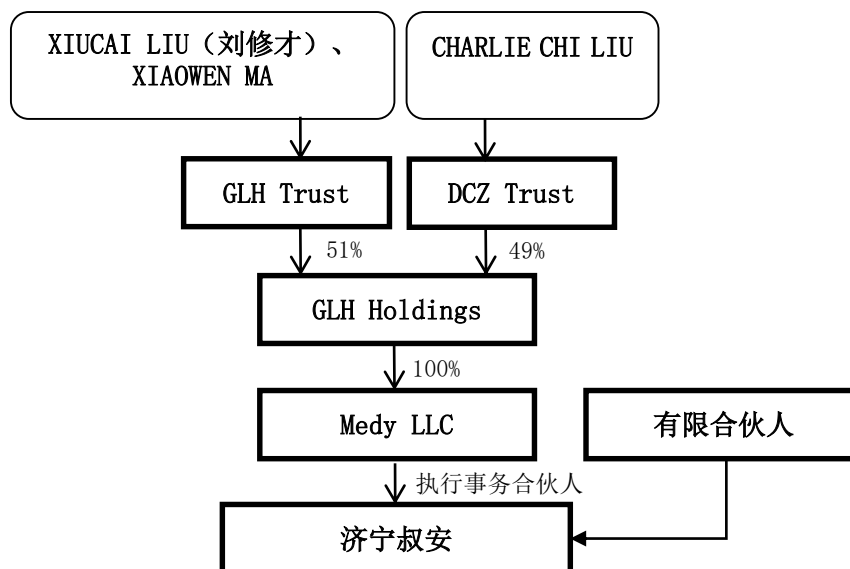 XIUCAI LIU（刘修才）、
XIAOWEN MA
CHARLIE CHI LIU
GLH Trust
DCZ Trust
51%
49%
GLH Holdings
100%
Medy LLC
有限合伙人
执行事务合伙人
济宁叔安